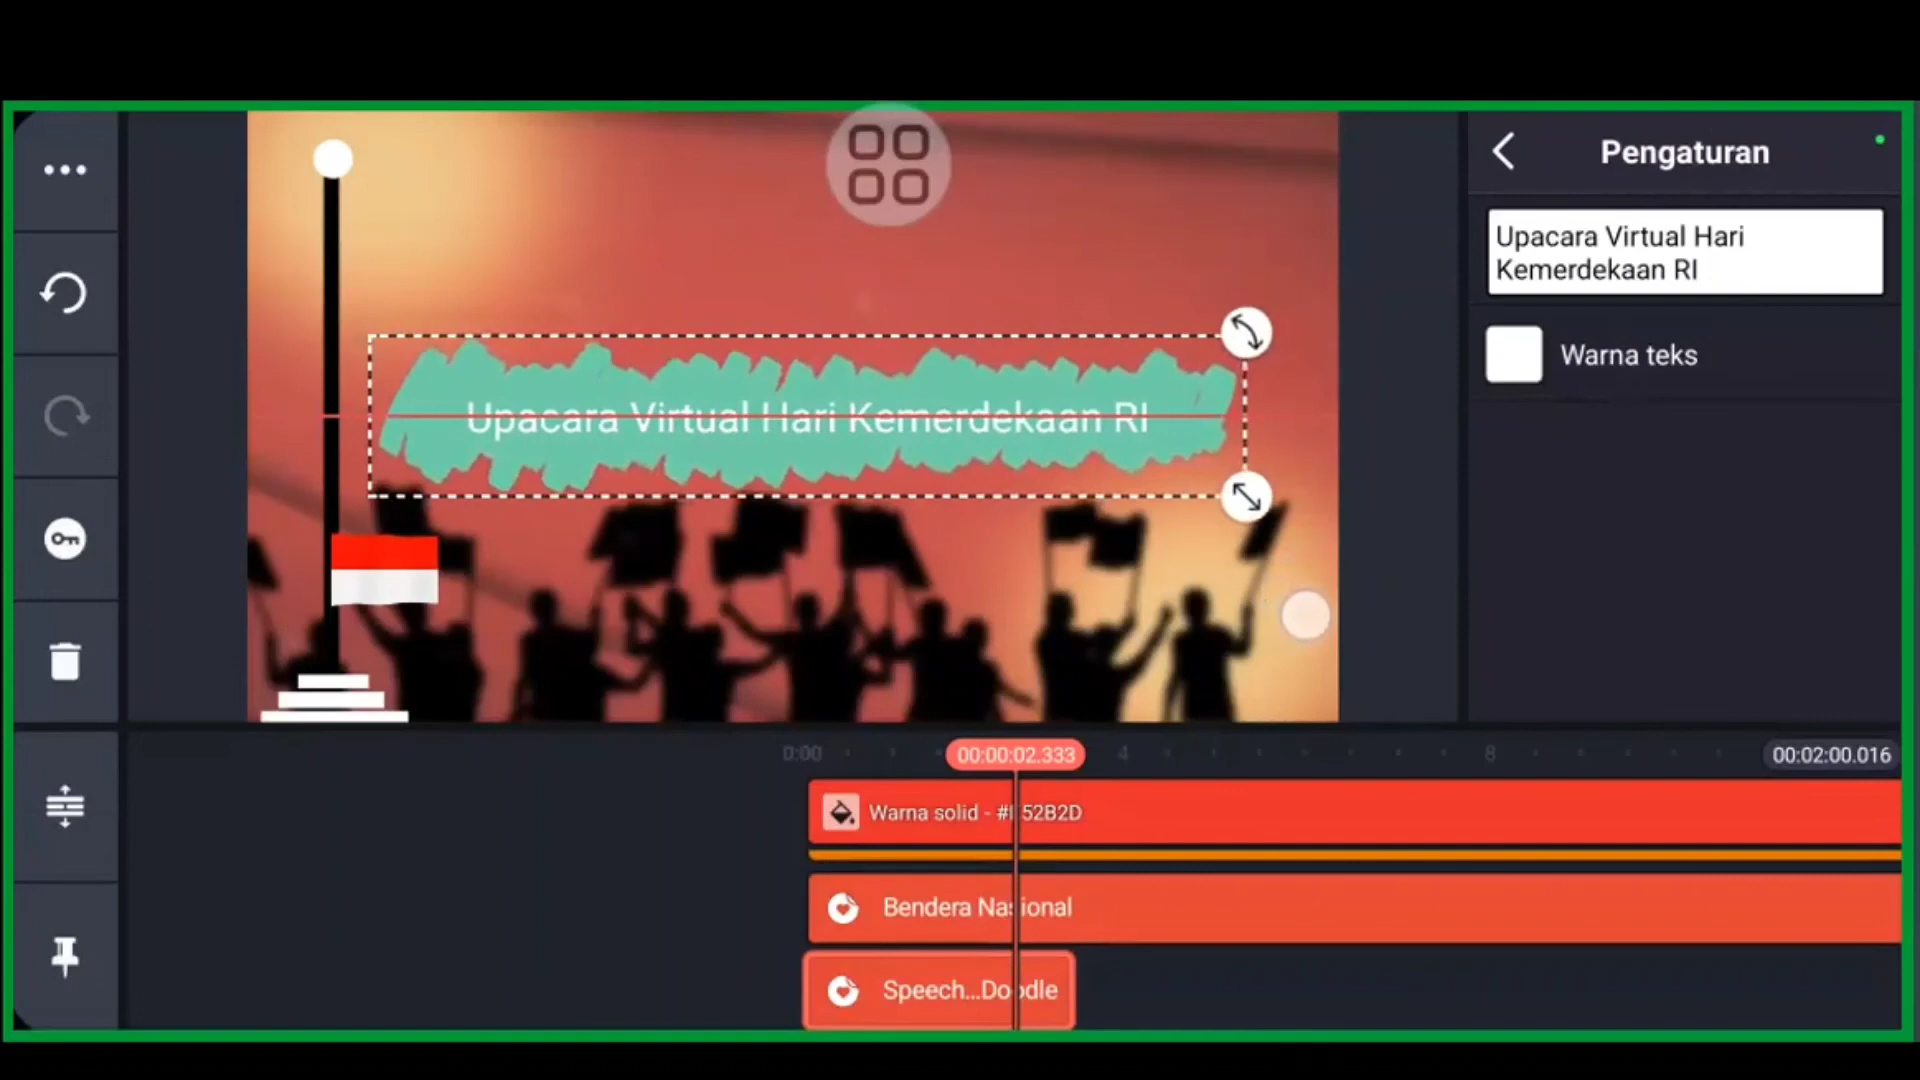 Pengaturan
Upacara Virtual Hari
Kemerdekaan RI
Warna teks
Upacara Virtual Hari Kemerdekaan RI
0:00
00:00:02.333
4
8
00:02:00.016
Warna solid - #F52B2D
Bendera Nasional
Speech...Doodle